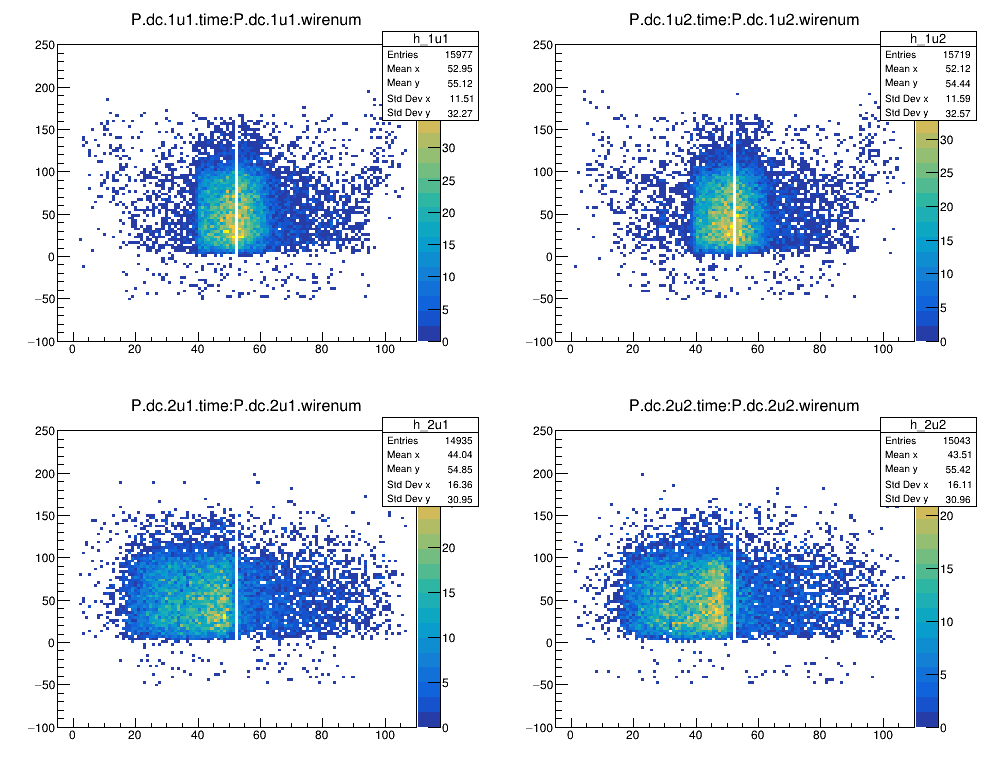 P.dc.1u1.time:P.dc.1u1.wirenum
h_1u1
Entries 15977
Mean x 52.95
Mean y 55.12
Std Dev x 11.51
Std Dev y 32.27
250
200
150
100
50
0
−50
−100
0 20 40 60 80 100
30
25
20
15
10
5
0
P.dc.1u2.time:P.dc.1u2.wirenum
h_1u2
Entries 15719
Mean x 52.12
Mean y 54.44
Std Dev x 11.59
Std Dev y 32.57
250
200
150
100
50
0
−50
−100
0 20 40 60 80 100
30
25
20
15
10
5
0
P.dc.2u1.time:P.dc.2u1.wirenum
h_2u1
Entries 14935
Mean x 44.04
Mean y 54.85
Std Dev x 16.36
Std Dev y 30.95
250
200
150
100
50
0
−50
−100
0 20 40 60 80 100
20
15
10
5
0
P.dc.2u2.time:P.dc.2u2.wirenum
h_2u2
Entries 15043
Mean x 43.51
Mean y 55.42
Std Dev x 16.11
Std Dev y 30.96
250
200
150
100
50
0
−50
−100
0 20 40 60 80 100
20
15
10
5
0